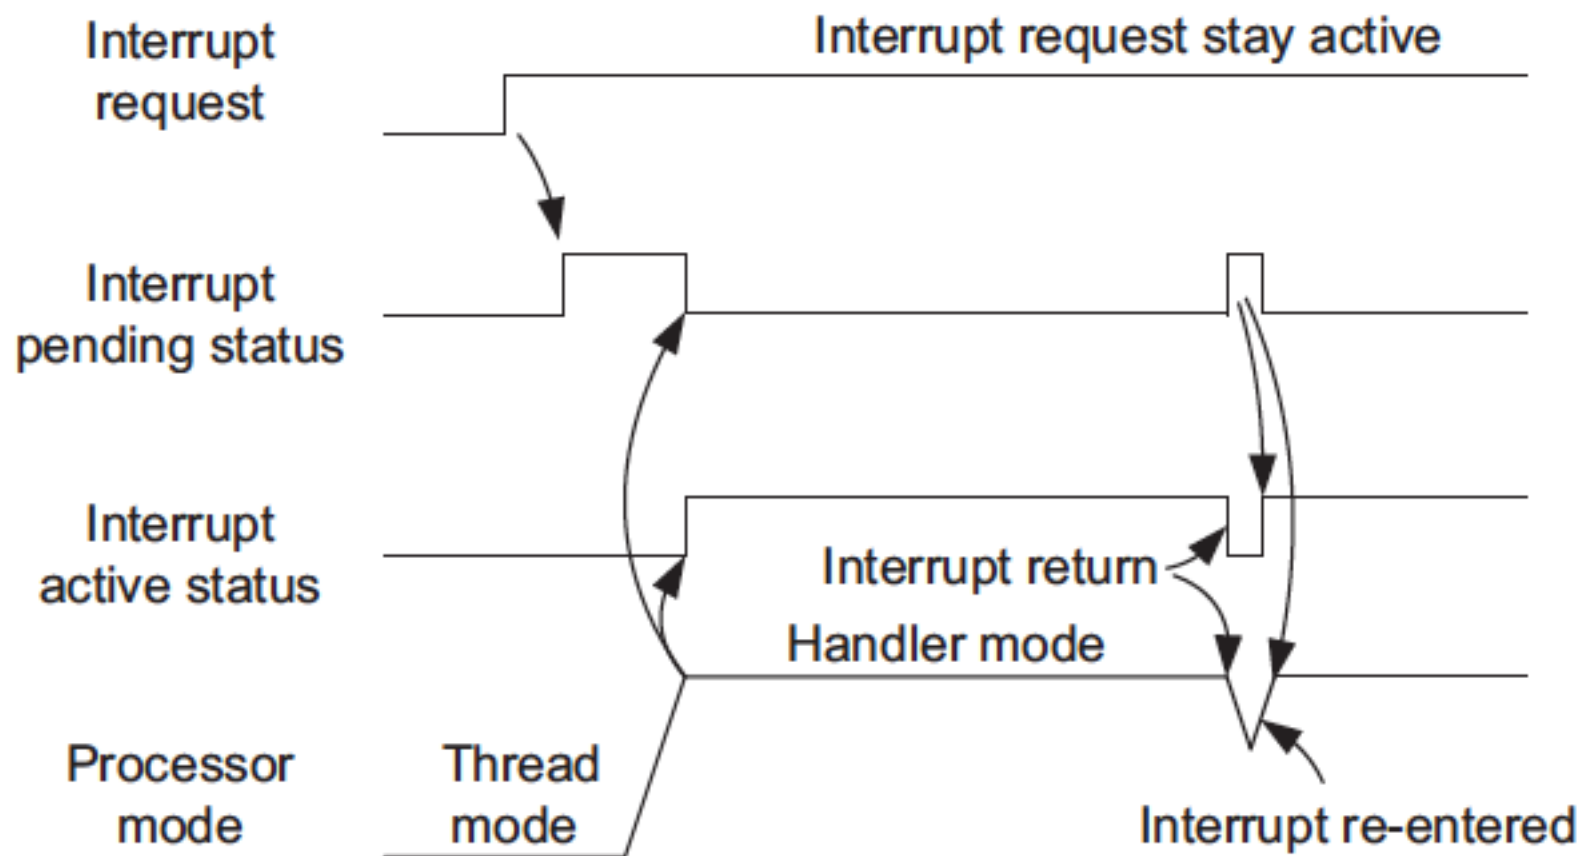 Interrupt
request
Interrupt request stay active
Interrupt
pending status
Interrupt
active status
Interrupt return
Handler mode
Processor
mode
Thread
mode
Interrupt re-entered